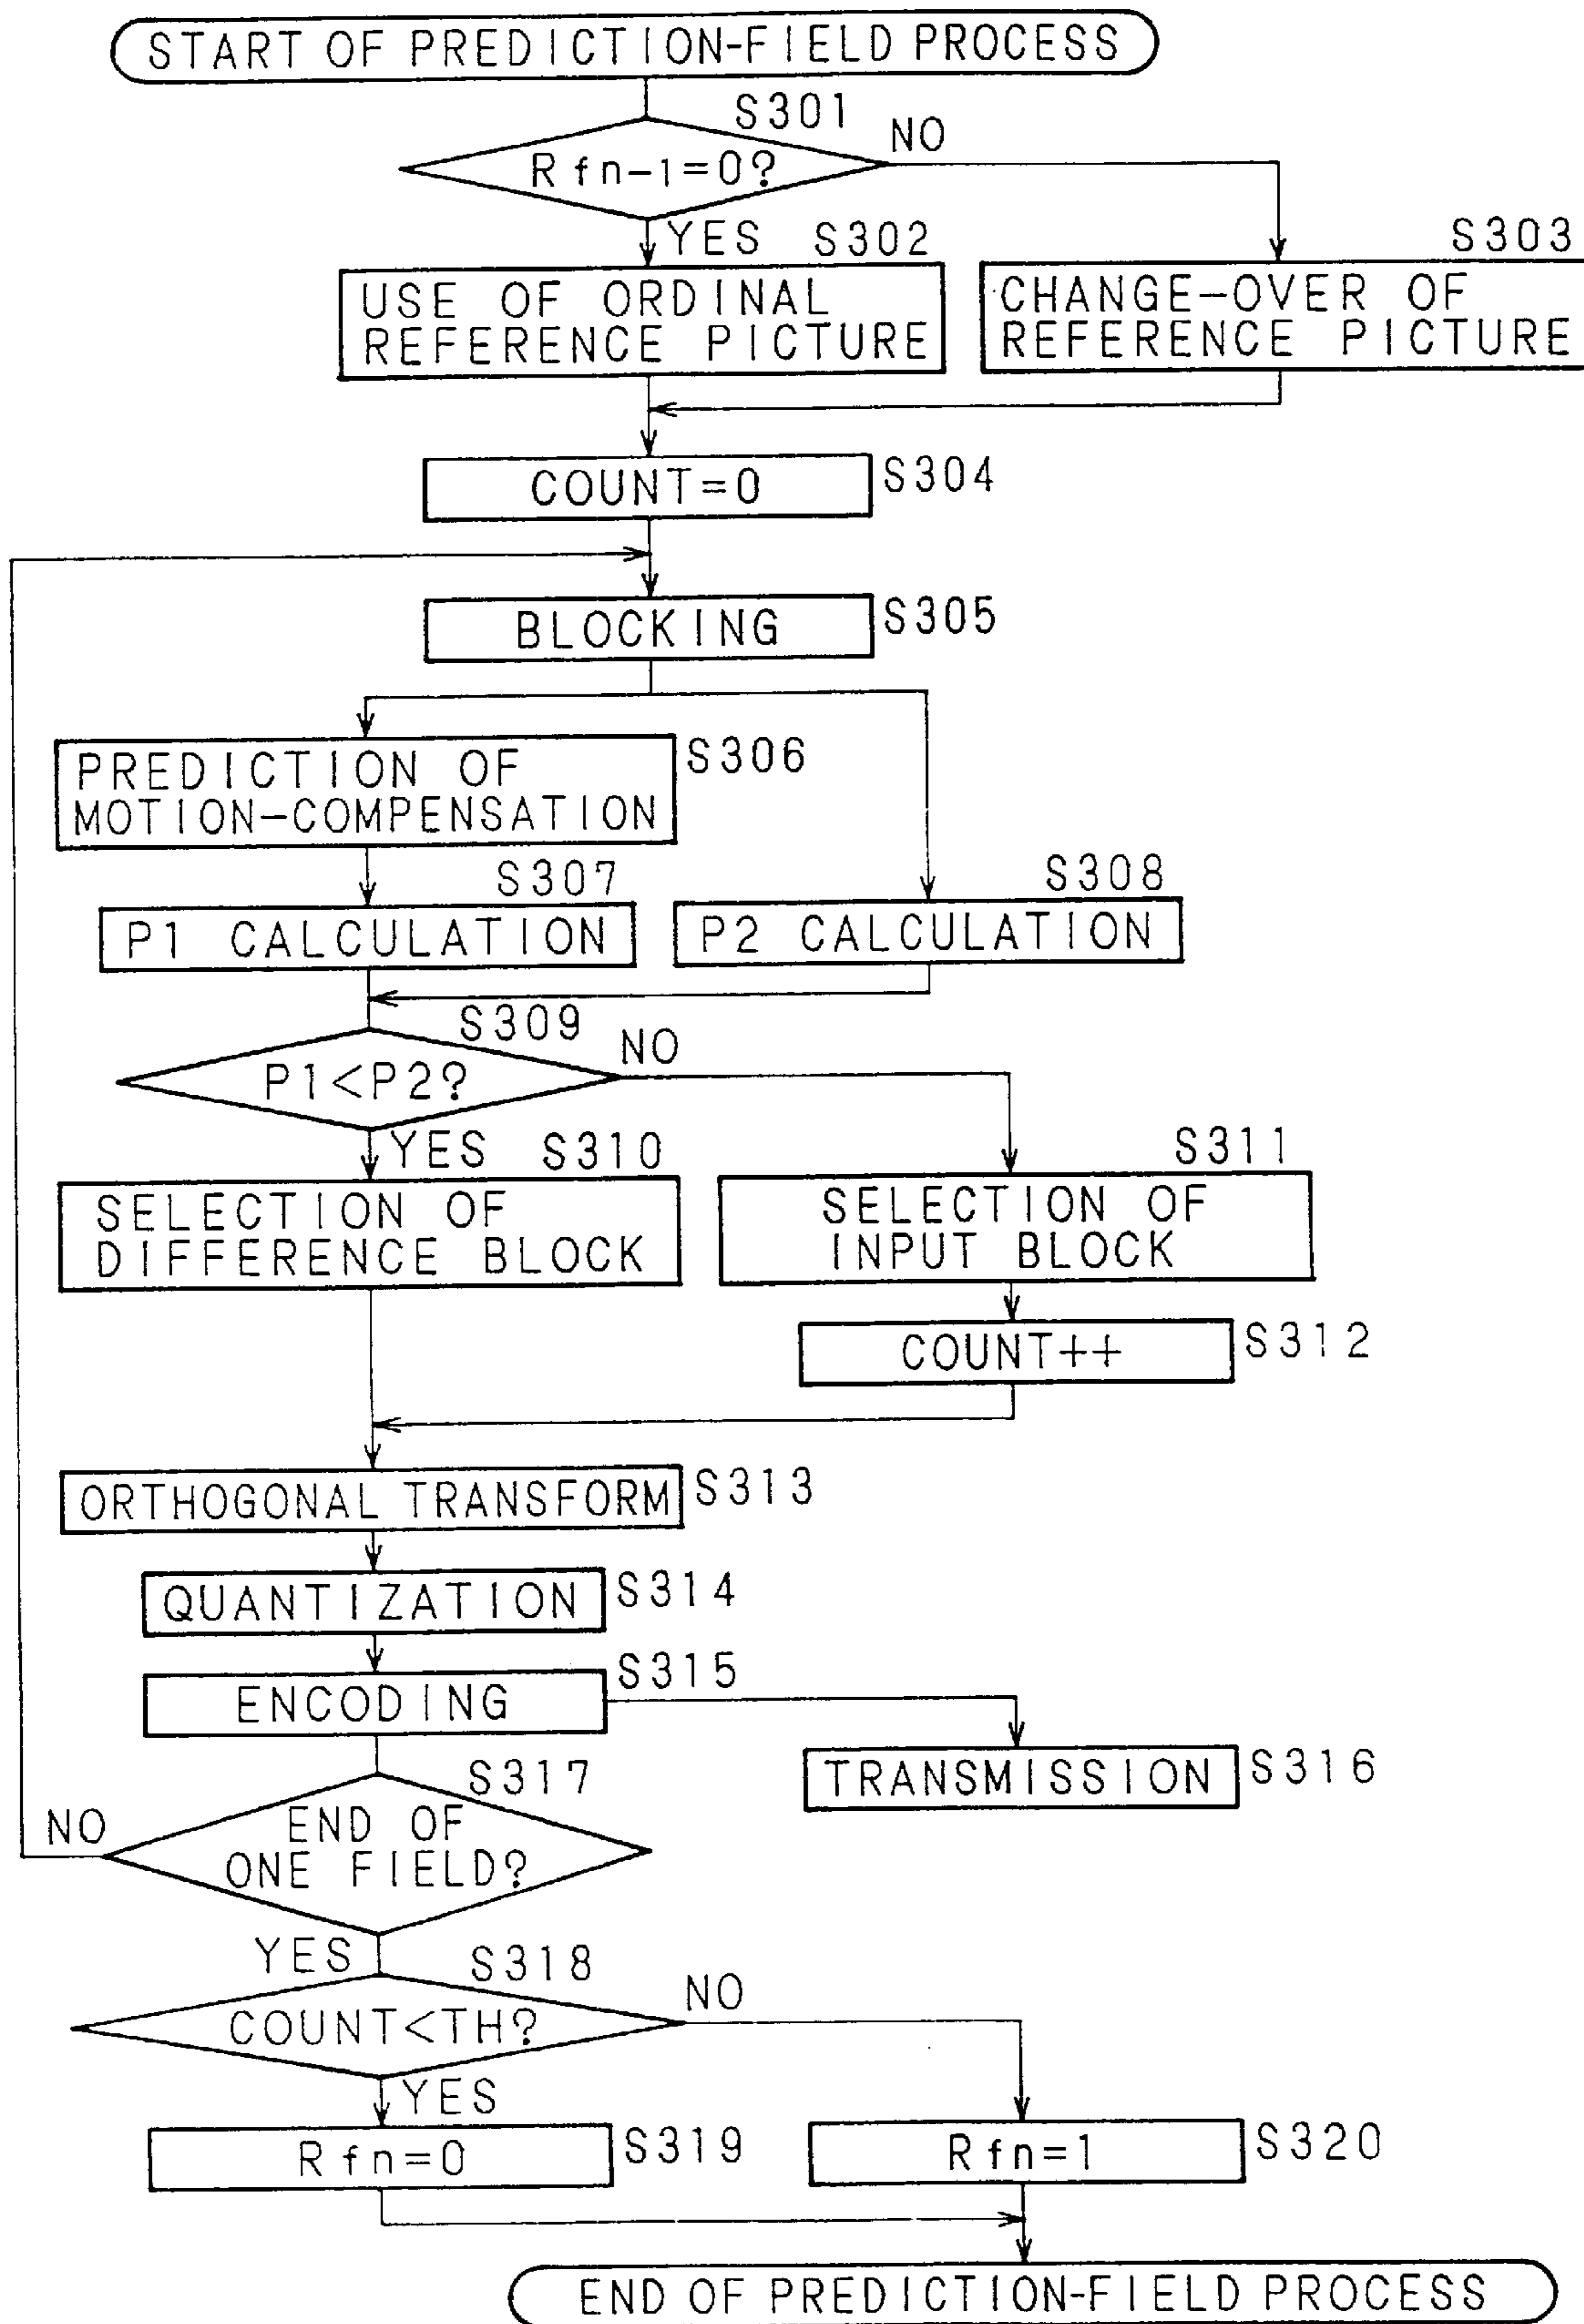 START OF PREDICTION-FIELD PROCESS
S301
NO
Rfn-1=0?
YES S302
S303
USE OF ORDINAL
REFERENCE PICTURE
CHANGE-OVER OF
REFERENCE PICTURE
COUNT=0
S304
BLOCKING
S305
PREDICTION OF
MOTION-COMPENSATION
S306
S307
S308
P1 CALCULATION
P2 CALCULATION
S309
NO
P1<P2?
YES S310
S311
SELECTION OF
DIFFERENCE BLOCK
SELECTION OF
INPUT BLOCK
COUNT++
S312
ORTHOGONAL TRANSFORM
S313
QUANTIZATION
S314
ENCODING
S315
TRANSMISSION
S316
S317
NO
END OF
ONE FIELD?
YES
S318
NO
COUNT<TH?
YES
Rfn=0
S319
Rfn=1
S320
END OF PREDICTION-FIELD PROCESS